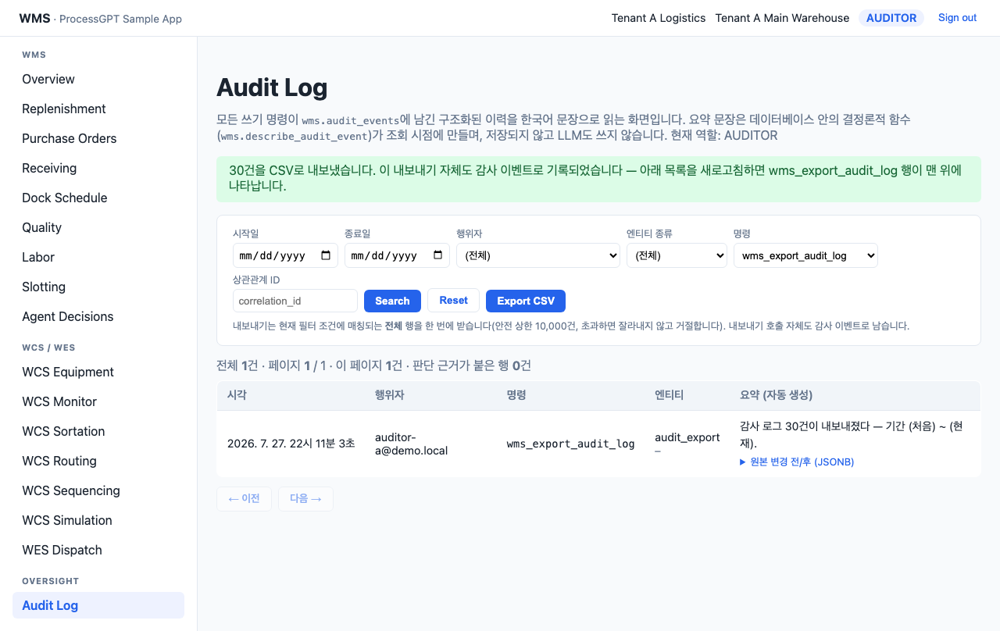 WMS · ProcessGPT Sample App
Tenant A Logistics Tenant A Main Warehouse AUDITOR Sign out
WMS
Overview
Replenishment
Purchase Orders
Receiving
Dock Schedule
Quality
Labor
Slotting
Agent Decisions
WCS / WES
WCS Equipment
WCS Monitor
WCS Sortation
WCS Routing
WCS Sequencing
WCS Simulation
WES Dispatch
OVERSIGHT
Audit Log
Audit Log
모든 쓰기 명령이 wms.audit_events에 남긴 구조화된 이력을 한국어 문장으로 읽는 화면입니다. 요약 문장은 데이터베이스 안의 결정론적 함수
(wms.describe_audit_event)가 조회 시점에 만들며, 저장되지 않고 LLM도 쓰지 않습니다. 현재 역할: AUDITOR
30건을 CSV로 내보냈습니다. 이 내보내기 자체도 감사 이벤트로 기록되었습니다 — 아래 목록을 새로고침하면 wms_export_audit_log 행이 맨 위에
나타납니다.
시작일 종료일 행위자 엔티티 종류 명령
mm/dd/yyyy mm/dd/yyyy (전체) (전체) wms_export_audit_log
상관관계 ID
correlation_id Search Reset Export CSV
내보내기는 현재 필터 조건에 매칭되는 전체 행을 한 번에 받습니다(안전 상한 10,000건, 초과하면 잘라내지 않고 거절합니다). 내보내기 호출 자체도 감사 이벤트로 남습니다.
전체 1건 · 페이지 1 / 1 · 이 페이지 1건 · 판단 근거가 붙은 행 0건
시각 행위자 명령 엔티티 요약 (자동 생성)
2026. 7. 27. 22시 11분 3초
auditor-
a@demo.local
wms_export_audit_log
audit_export
—
감사 로그 30건이 내보내졌다 — 기간 (처음) ~ (현
재).
▶ 원본 변경 전/후 (JSONB)
← 이전 다음 →